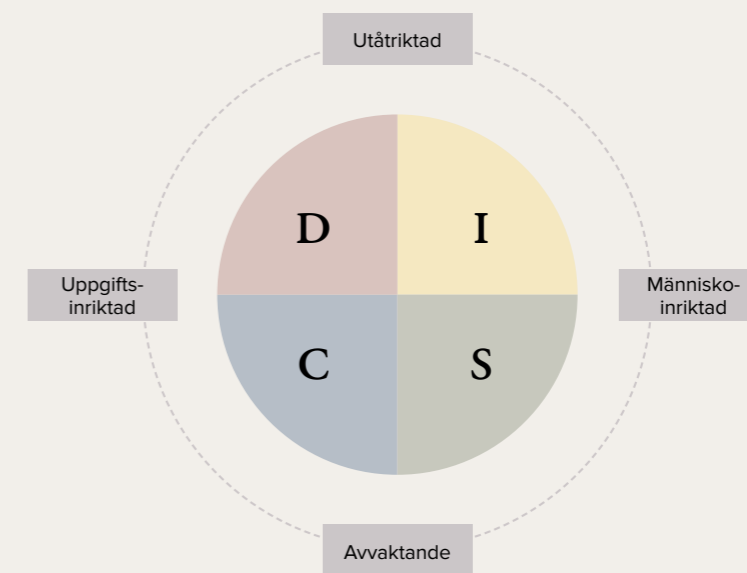 Utåtriktad
D
I
Uppgifts-
inriktad
Människo-
inriktad
C
S
Avvaktande